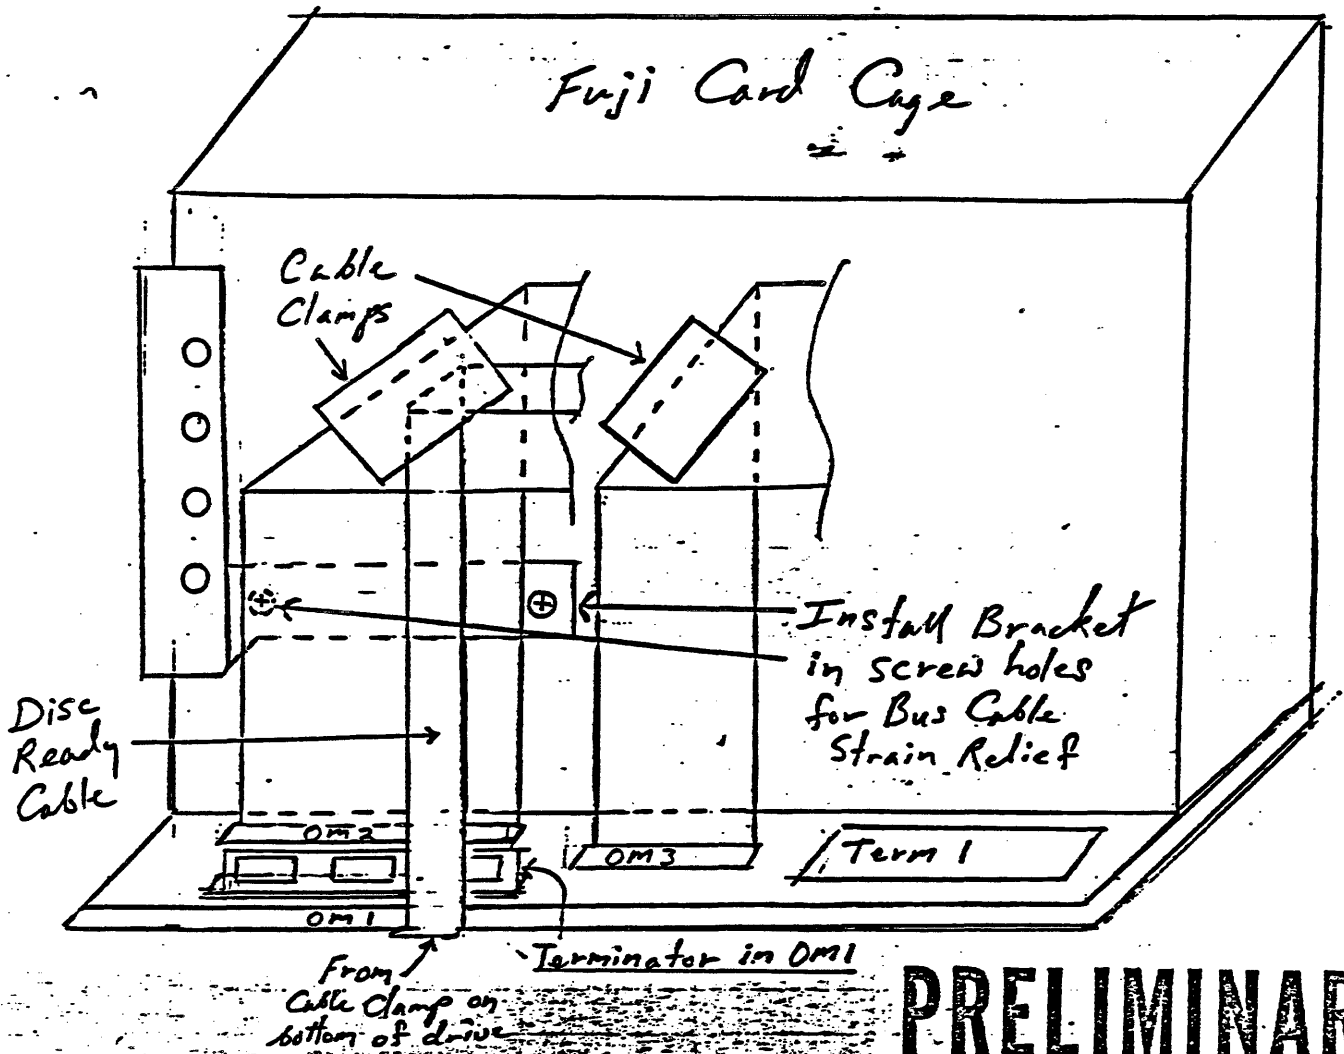 Fuji Card Cage
Cable
Clamps
Install Bracket
in screw holes
for Bus Cable
Strain Relief
Disc
Ready
Cable
OM2
OM3
Term 1
OM1
Terminator in OM1
From
Cable Clamp on
bottom of drive
PRELIMINAR